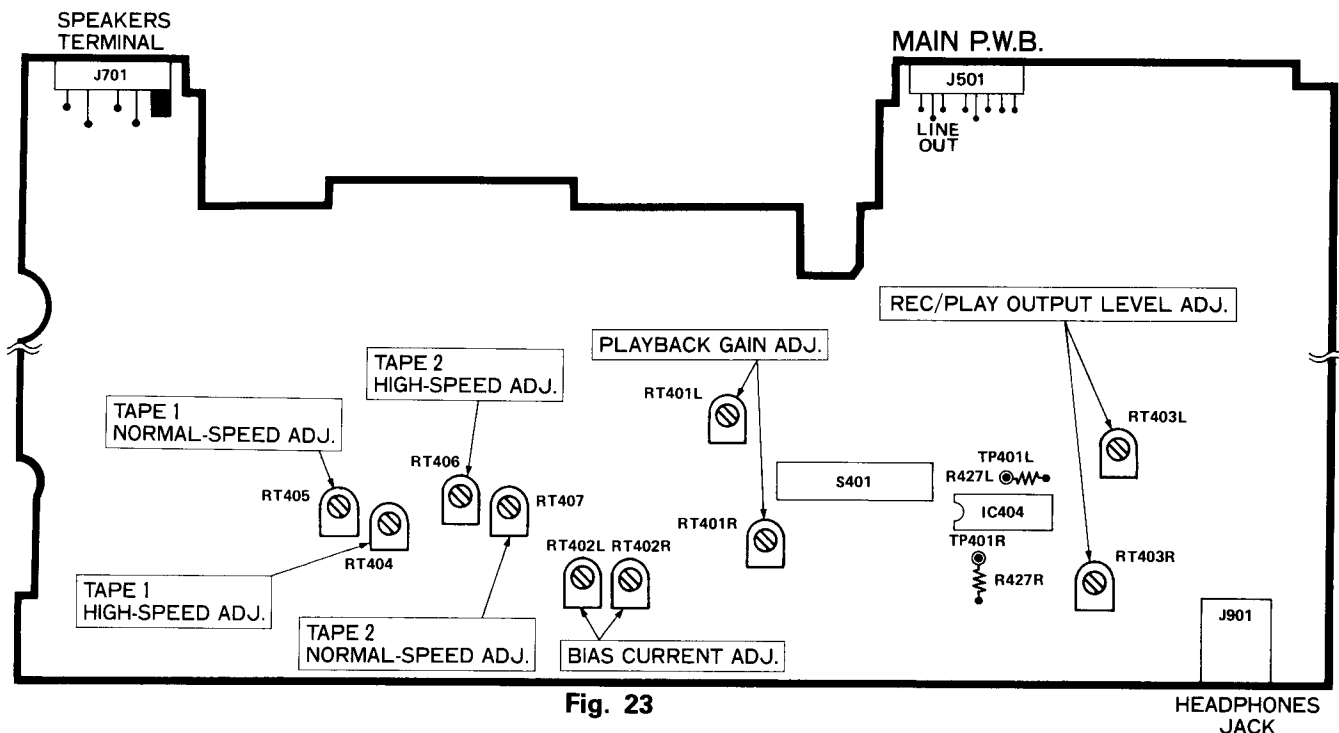 SPEAKERS
TERMINAL
J701
MAIN P.W.B.
J501
LINE
OUT
REC/PLAY OUTPUT LEVEL ADJ.
PLAYBACK GAIN ADJ.
TAPE 2
HIGH-SPEED ADJ.
TAPE 1
NORMAL-SPEED ADJ.
RT401L
RT403L
RT406
TP401L
R427L
RT405
RT407
S401
IC404
RT401R
TP401R
RT404
RT402L RT402R
RT403R
R427R
TAPE 1
HIGH-SPEED ADJ.
J901
TAPE 2
NORMAL-SPEED ADJ.
BIAS CURRENT ADJ.
Fig. 23
HEADPHONES
JACK